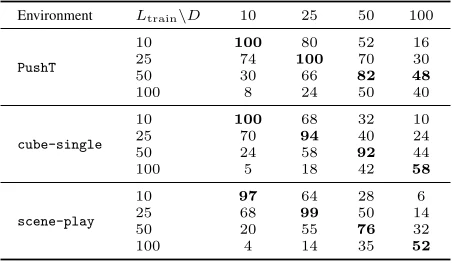 Environment L_train\D 10 25 50 100
PushT
10 100 80 52 16
25 74 100 70 30
50 30 66 82 48
100 8 24 50 40
cube-single
10 100 68 32 10
25 70 94 40 24
50 24 58 92 44
100 5 18 42 58
scene-play
10 97 64 28 6
25 68 99 50 14
50 20 55 76 32
100 4 14 35 52